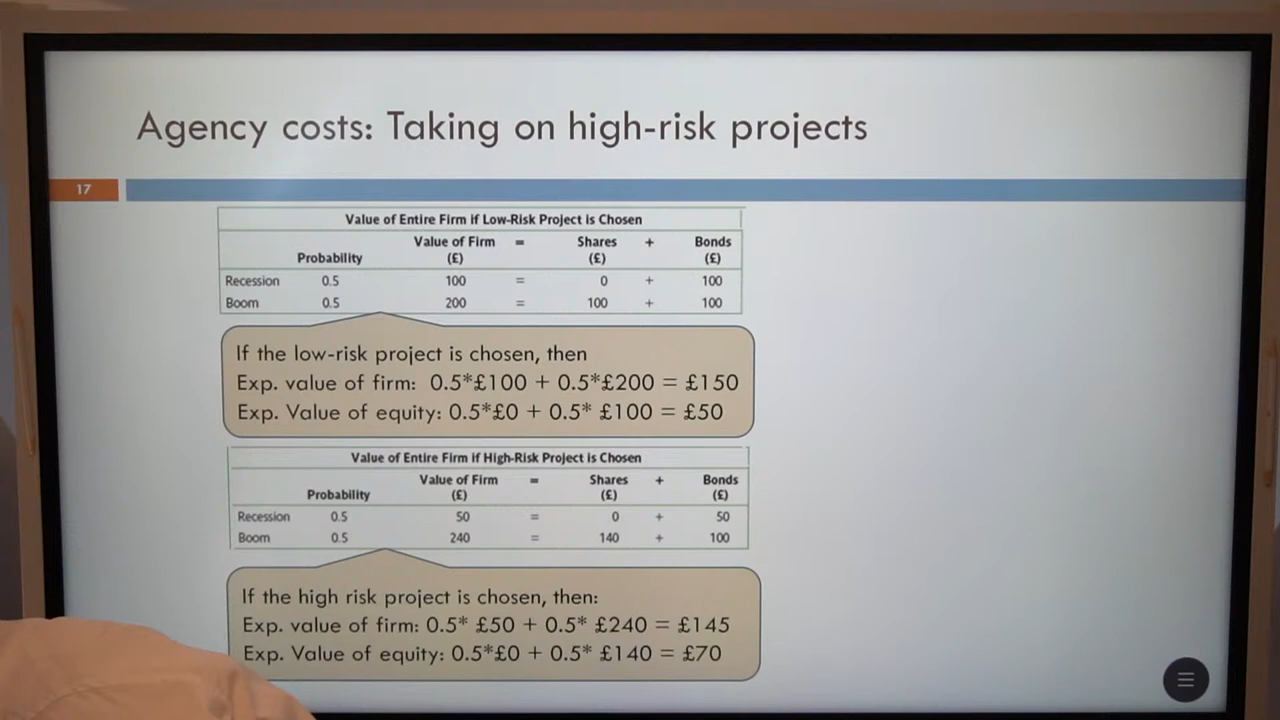 Agency costs: Taking on high-risk projects
17
Value of Entire Firm if Low-Risk Project is Chosen
Value of Firm = Shares + Bonds
Probability (£) (£) (£)
Recession 0.5 100 = 0 + 100
Boom 0.5 200 = 100 + 100
If the low-risk project is chosen, then
Exp. value of firm: 0.5*£100 + 0.5*£200 = £150
Exp. Value of equity: 0.5*£0 + 0.5* £100 = £50
Value of Entire Firm if High-Risk Project is Chosen
Value of Firm = Shares + Bonds
Probability (£) (£) (£)
Recession 0.5 50 = 0 + 50
Boom 0.5 240 = 140 + 100
If the high risk project is chosen, then:
Exp. value of firm: 0.5* £50 + 0.5* £240 = £145
Exp. Value of equity: 0.5*£0 + 0.5* £140 = £70